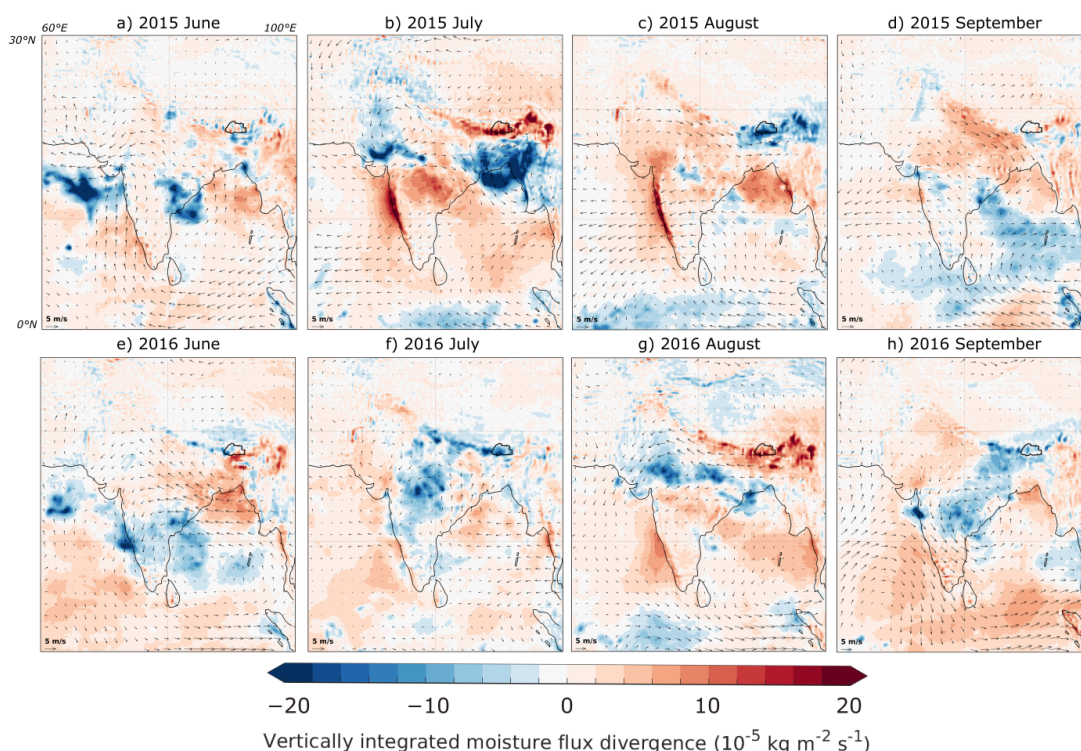 a) 2015 June
b) 2015 July
c) 2015 August
d) 2015 September
30°N
60°E
100°E
0°N
5 m/s
5 m/s
5 m/s
5 m/s
e) 2016 June
f) 2016 July
g) 2016 August
h) 2016 September
5 m/s
5 m/s
5 m/s
5 m/s
−20
−10
0
10
20
Vertically integrated moisture flux divergence (10⁻⁵ kg m⁻² s⁻¹)